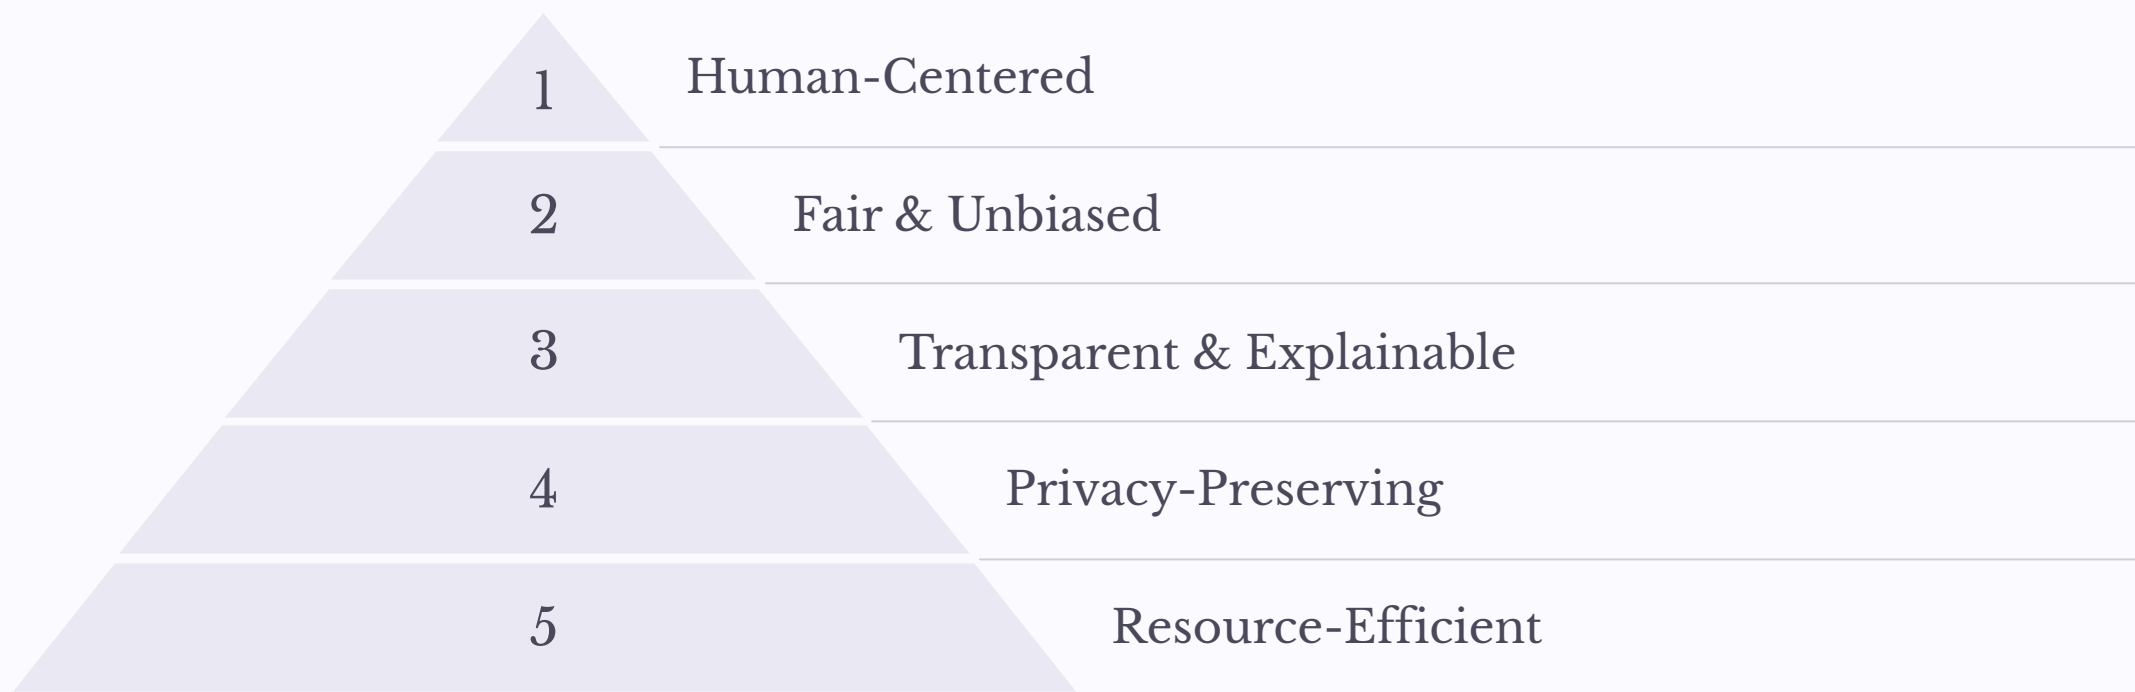 1 Human-Centered
2 Fair & Unbiased
3 Transparent & Explainable
4 Privacy-Preserving
5 Resource-Efficient